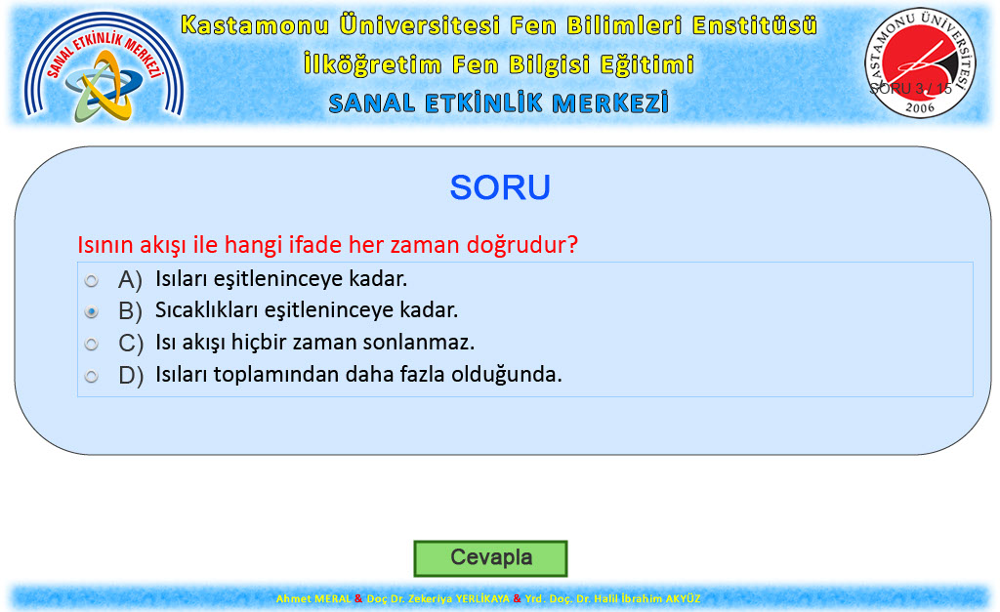 Kastamonu Üniversitesi Fen Bilimleri Enstitüsü
İlköğretim Fen Bilgisi Eğitimi
SANAL ETKİNLİK MERKEZİ
SANAL ETKİNLİK MERKEZİ
KASTAMONU ÜNİVERSİTESİ
SORU 3 / 15
2006
SORU
Isının akışı ile hangi ifade her zaman doğrudur?
A) Isıları eşitleninceye kadar.
B) Sıcaklıkları eşitleninceye kadar.
C) Isı akışı hiçbir zaman sonlanmaz.
D) Isıları toplamından daha fazla olduğunda.
Cevapla
Ahmet MERAL & Doç Dr. Zekeriya YERLİKAYA & Yrd. Doç. Dr. Halil İbrahim AKYÜZ